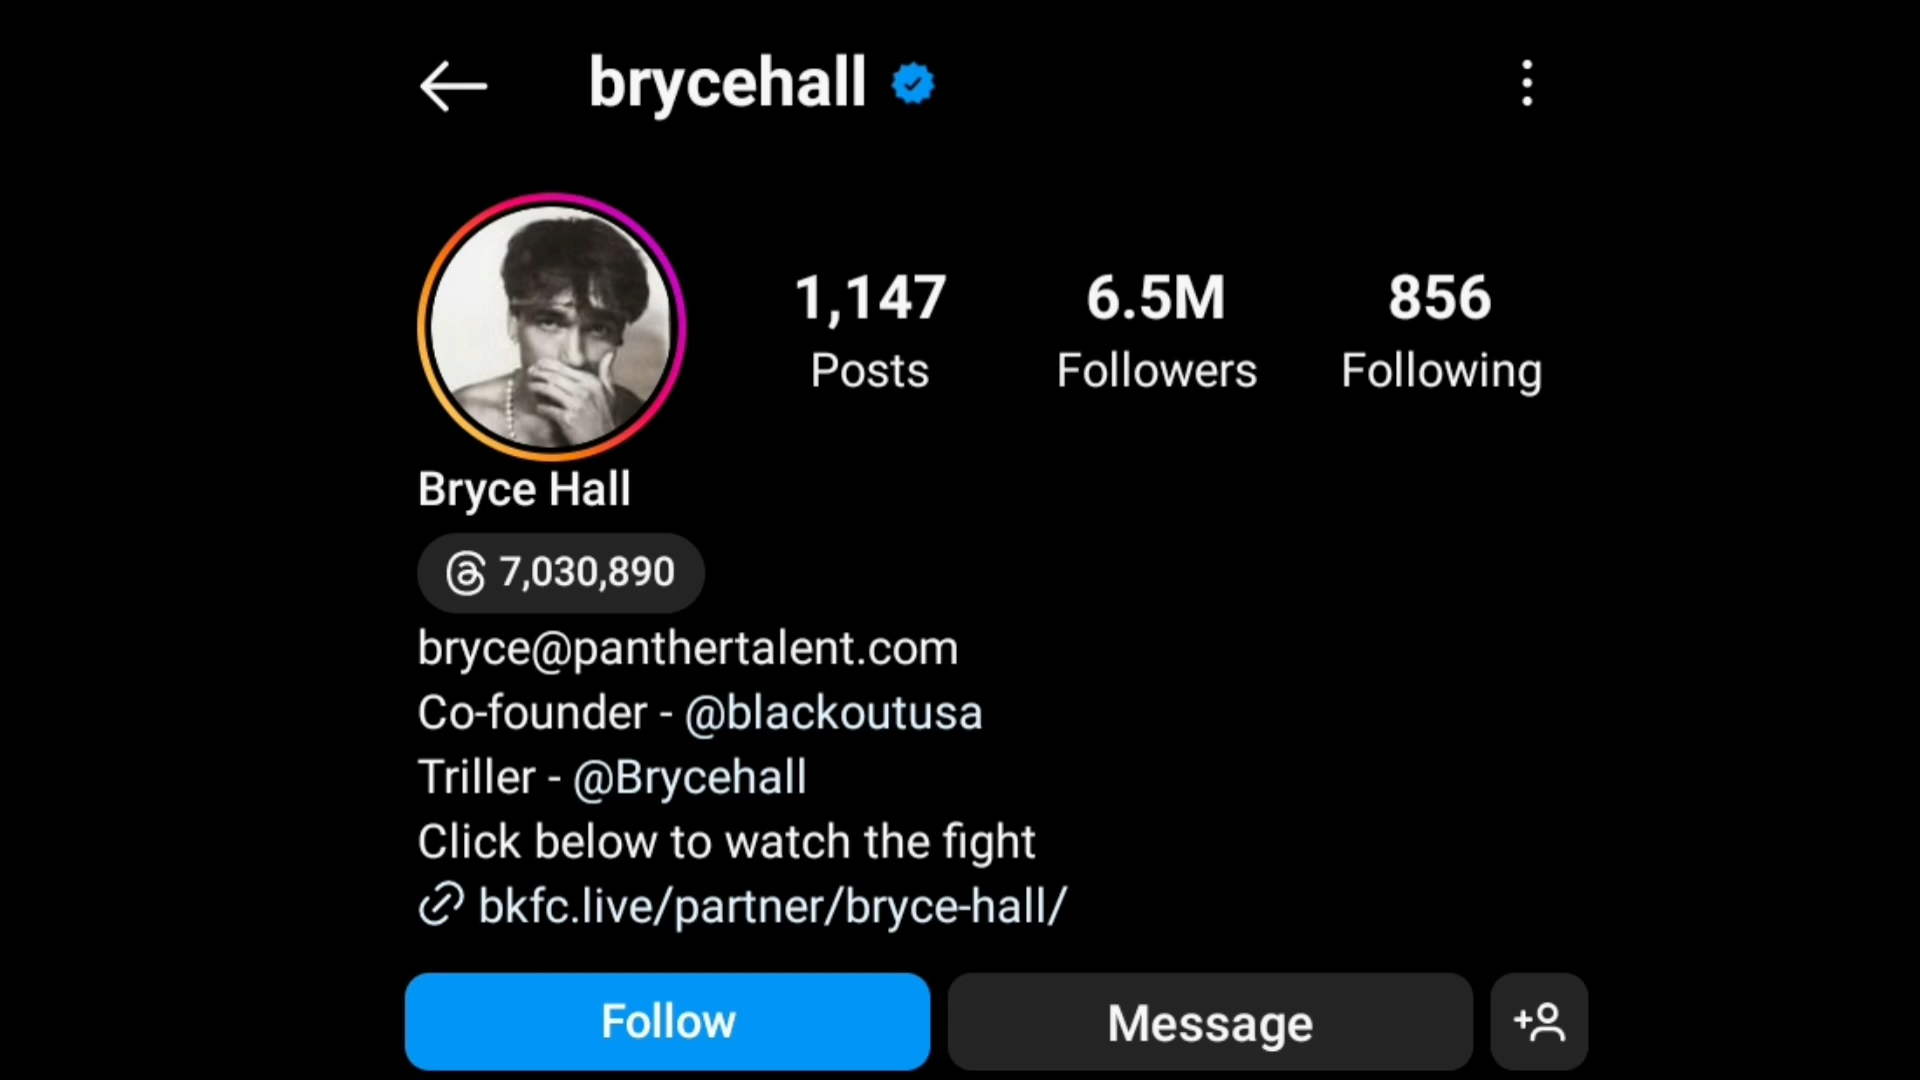 brycehall
1,147 6.5M 856
Posts Followers Following
Bryce Hall
7,030,890
bryce@panthertalent.com
Co-founder - @blackoutusa
Triller - @Brycehall
Click below to watch the fight
bkfc.live/partner/bryce-hall/
Follow Message